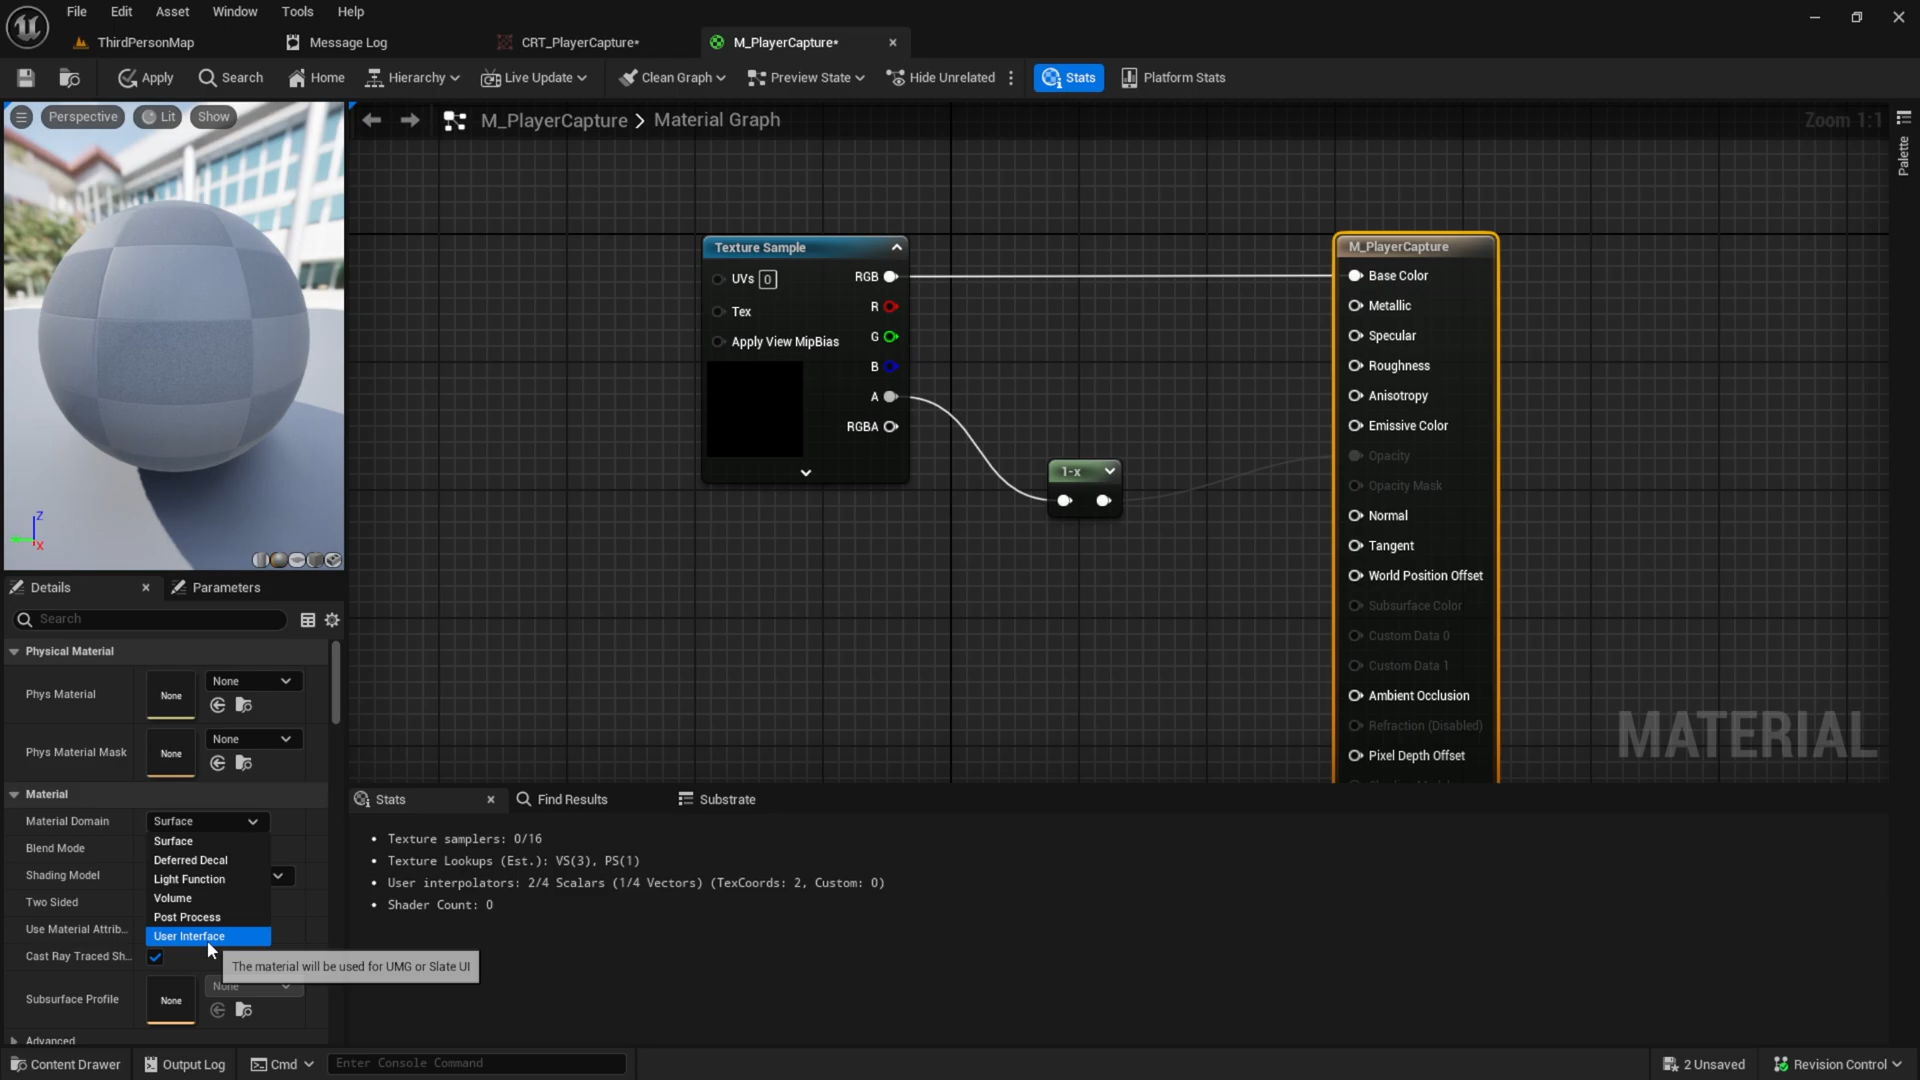 File Edit Asset Window Tools Help
ThirdPersonMap
Message Log
CRT_PlayerCapture*
M_PlayerCapture*
Apply
Search
Home
Hierarchy
Live Update
Clean Graph
Preview State
Hide Unrelated
Stats
Platform Stats
Perspective
Lit
Show
M_PlayerCapture > Material Graph
Zoom 1:1
Palette
Texture Sample
UVs 0
Tex
Apply View MipBias
RGB
R
G
B
A
RGBA
1-x
M_PlayerCapture
Base Color
Metallic
Specular
Roughness
Anisotropy
Emissive Color
Opacity
Opacity Mask
Normal
Tangent
World Position Offset
Subsurface Color
Custom Data 0
Custom Data 1
Ambient Occlusion
Refraction (Disabled)
Pixel Depth Offset
MATERIAL
Z
X
Details
Parameters
Search
Physical Material
Phys Material
None
None
Phys Material Mask
None
None
Material
Material Domain
Surface
Blend Mode
Shading Model
Two Sided
Use Material Attrib...
Cast Ray Traced Sh...
Subsurface Profile
None
None
Advanced
Surface
Deferred Decal
Light Function
Volume
Post Process
User Interface
The material will be used for UMG or Slate UI
Stats
Find Results
Substrate
• Texture samplers: 0/16
• Texture Lookups (Est.): VS(3), PS(1)
• User interpolators: 2/4 Scalars (1/4 Vectors) (TexCoords: 2, Custom: 0)
• Shader Count: 0
Content Drawer
Output Log
Cmd
Enter Console Command
2 Unsaved
Revision Control